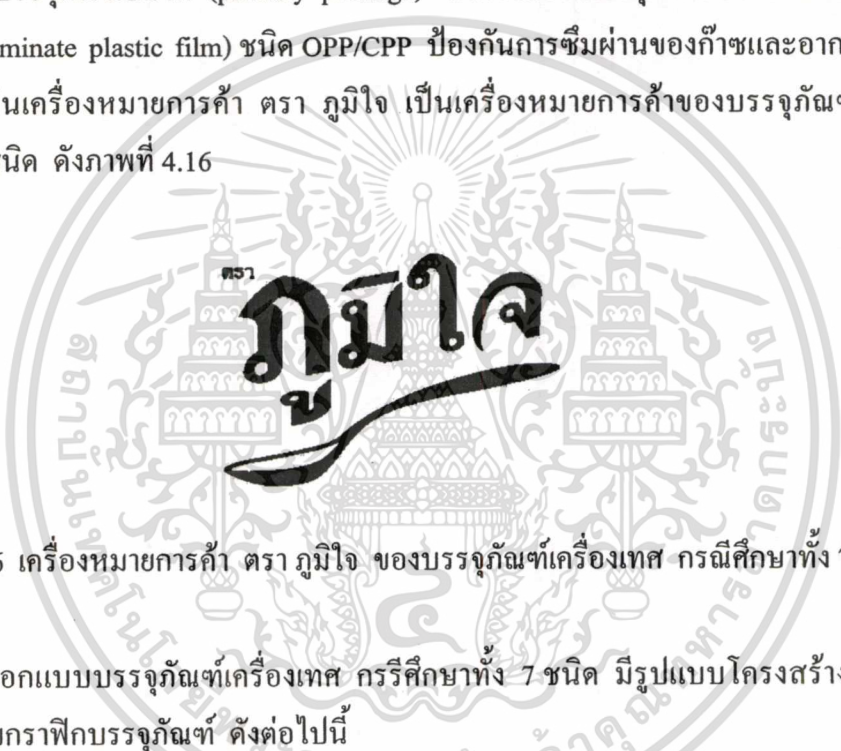 (laminate plastic film) ชนิด OPP/CPP ป้องกันการซึมผ่านของก๊าซและอาก
นเครื่องหมายการค้า ตรา ภูมิใจ เป็นเครื่องหมายการค้าของบรรจุภัณฑ์
นิด ดังภาพที่ 4.16
ตรา
ภูมิใจ
เครื่องหมายการค้า ตรา ภูมิใจ ของบรรจุภัณฑ์เครื่องเทศ กรณีศึกษาทั้ง
อกแบบบรรจุภัณฑ์เครื่องเทศ กรรีศึกษาทั้ง 7 ชนิด มีรูปแบบโครงสร้าง
กราฟิกบรรจุภัณฑ์ ดังต่อไปนี้